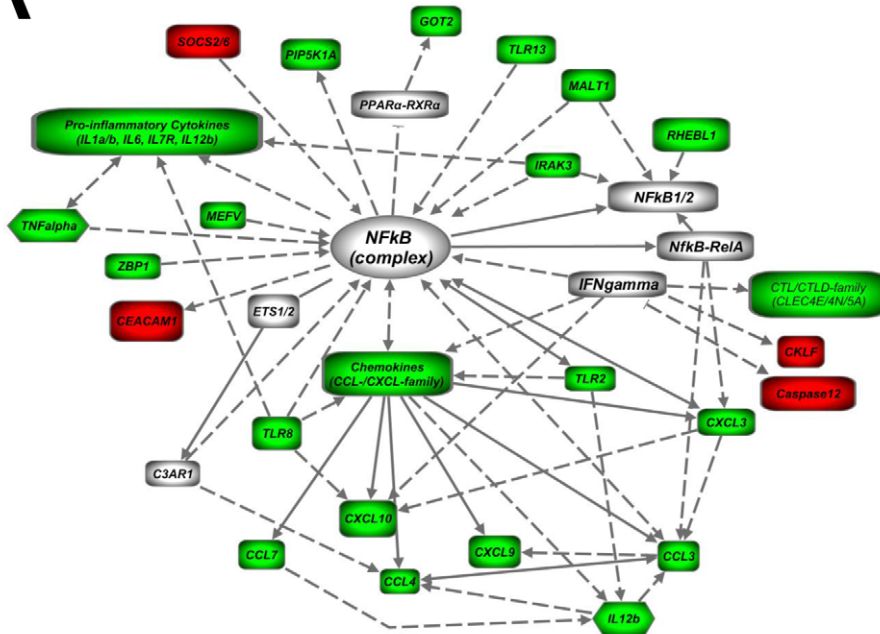 GOT2
SOCS2/6
PIP5K1A
TLR13
PPARα-RXRα
MALT1
Pro-inflammatory Cytokines
(IL1a/b, IL6, IL7R, IL12b)
RHEBL1
IRAK3
NFkB1/2
TNFalpha
MEFV
NFkB
(complex)
NfkB-RelA
ZBP1
IFNgamma
CTL/CTLD-family
(CLEC4E/4N/5A)
CEACAM1
ETS1/2
CKLF
Chemokines
(CCL-/CXCL-family)
TLR2
Caspase12
CXCL3
TLR8
C3AR1
CXCL10
CCL7
CXCL9
CCL3
CCL4
IL12b